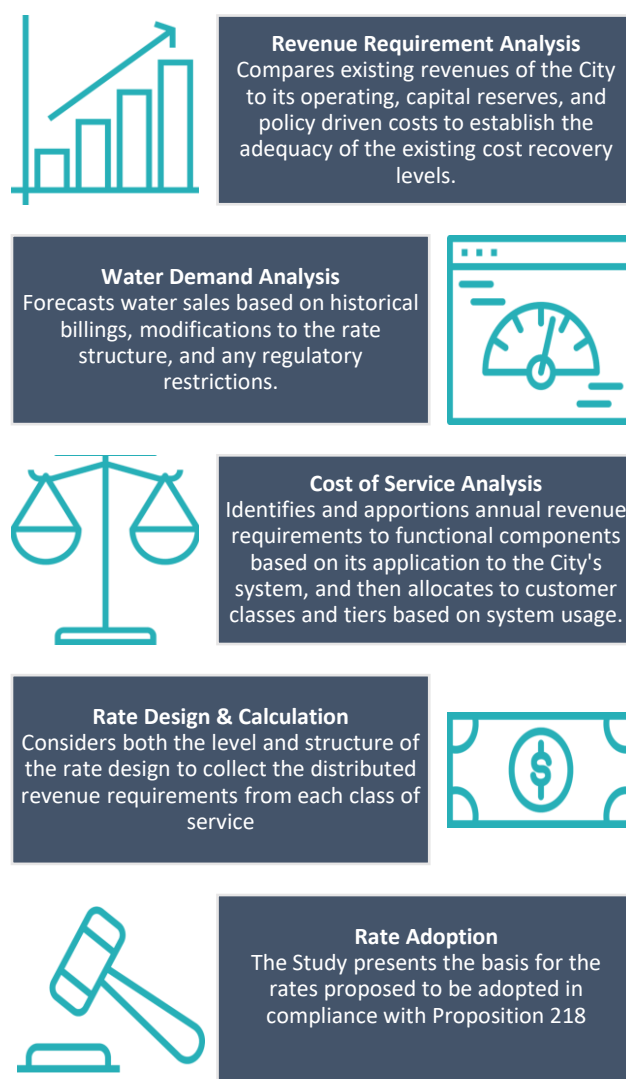 Revenue Requirement Analysis
Compares existing revenues of the City
to its operating, capital reserves, and
policy driven costs to establish the
adequacy of the existing cost recovery
levels.
Water Demand Analysis
Forecasts water sales based on historical
billings, modifications to the rate
structure, and any regulatory
restrictions.
Cost of Service Analysis
Identifies and apportions annual revenue
requirements to functional components
based on its application to the City's
system, and then allocates to customer
classes and tiers based on system usage.
Rate Design & Calculation
Considers both the level and structure of
the rate design to collect the distributed
revenue requirements from each class of
service
$
Rate Adoption
The Study presents the basis for the
rates proposed to be adopted in
compliance with Proposition 218